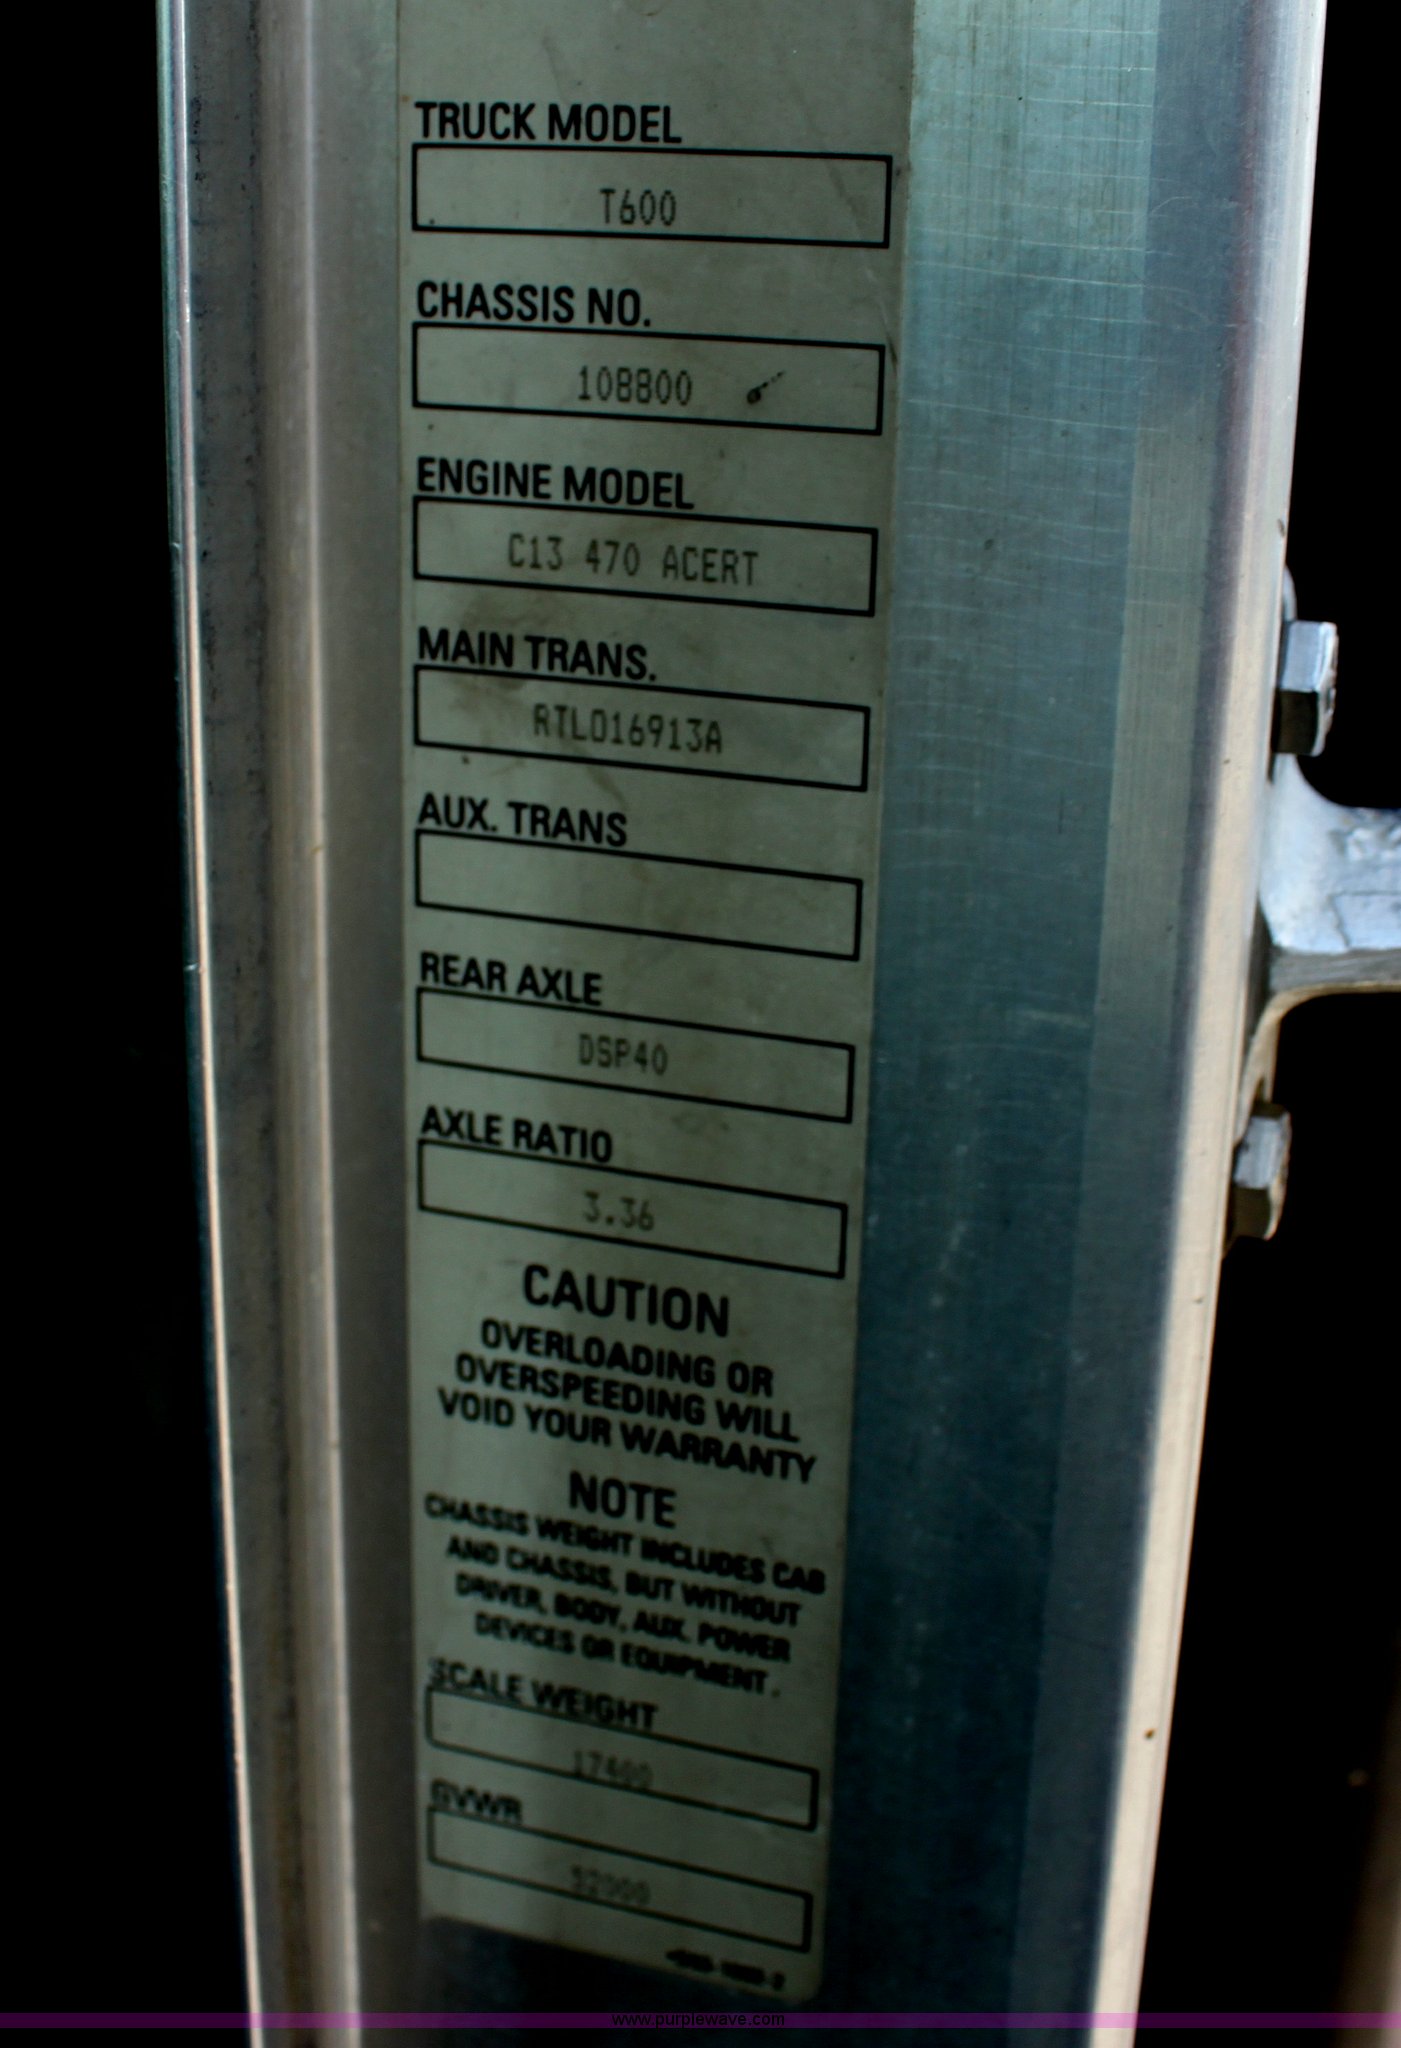 TRUCK MODEL
T600
CHASSIS NO.
108800
ENGINE MODEL
C13 470 ACERT
MAIN TRANS.
RTLO16913A
AUX. TRANS
REAR AXLE
DSP40
AXLE RATIO
3.36
CAUTION
OVERLOADING OR
OVERSPEEDING WILL
VOID YOUR WARRANTY
NOTE
CHASSIS WEIGHT INCLUDES CAB
AND CHASSIS, BUT WITHOUT
DRIVER, BODY, AUX. POWER
DEVICES OR EQUIPMENT.
SCALE WEIGHT
17400
GVWR
52000
www.purplewave.com